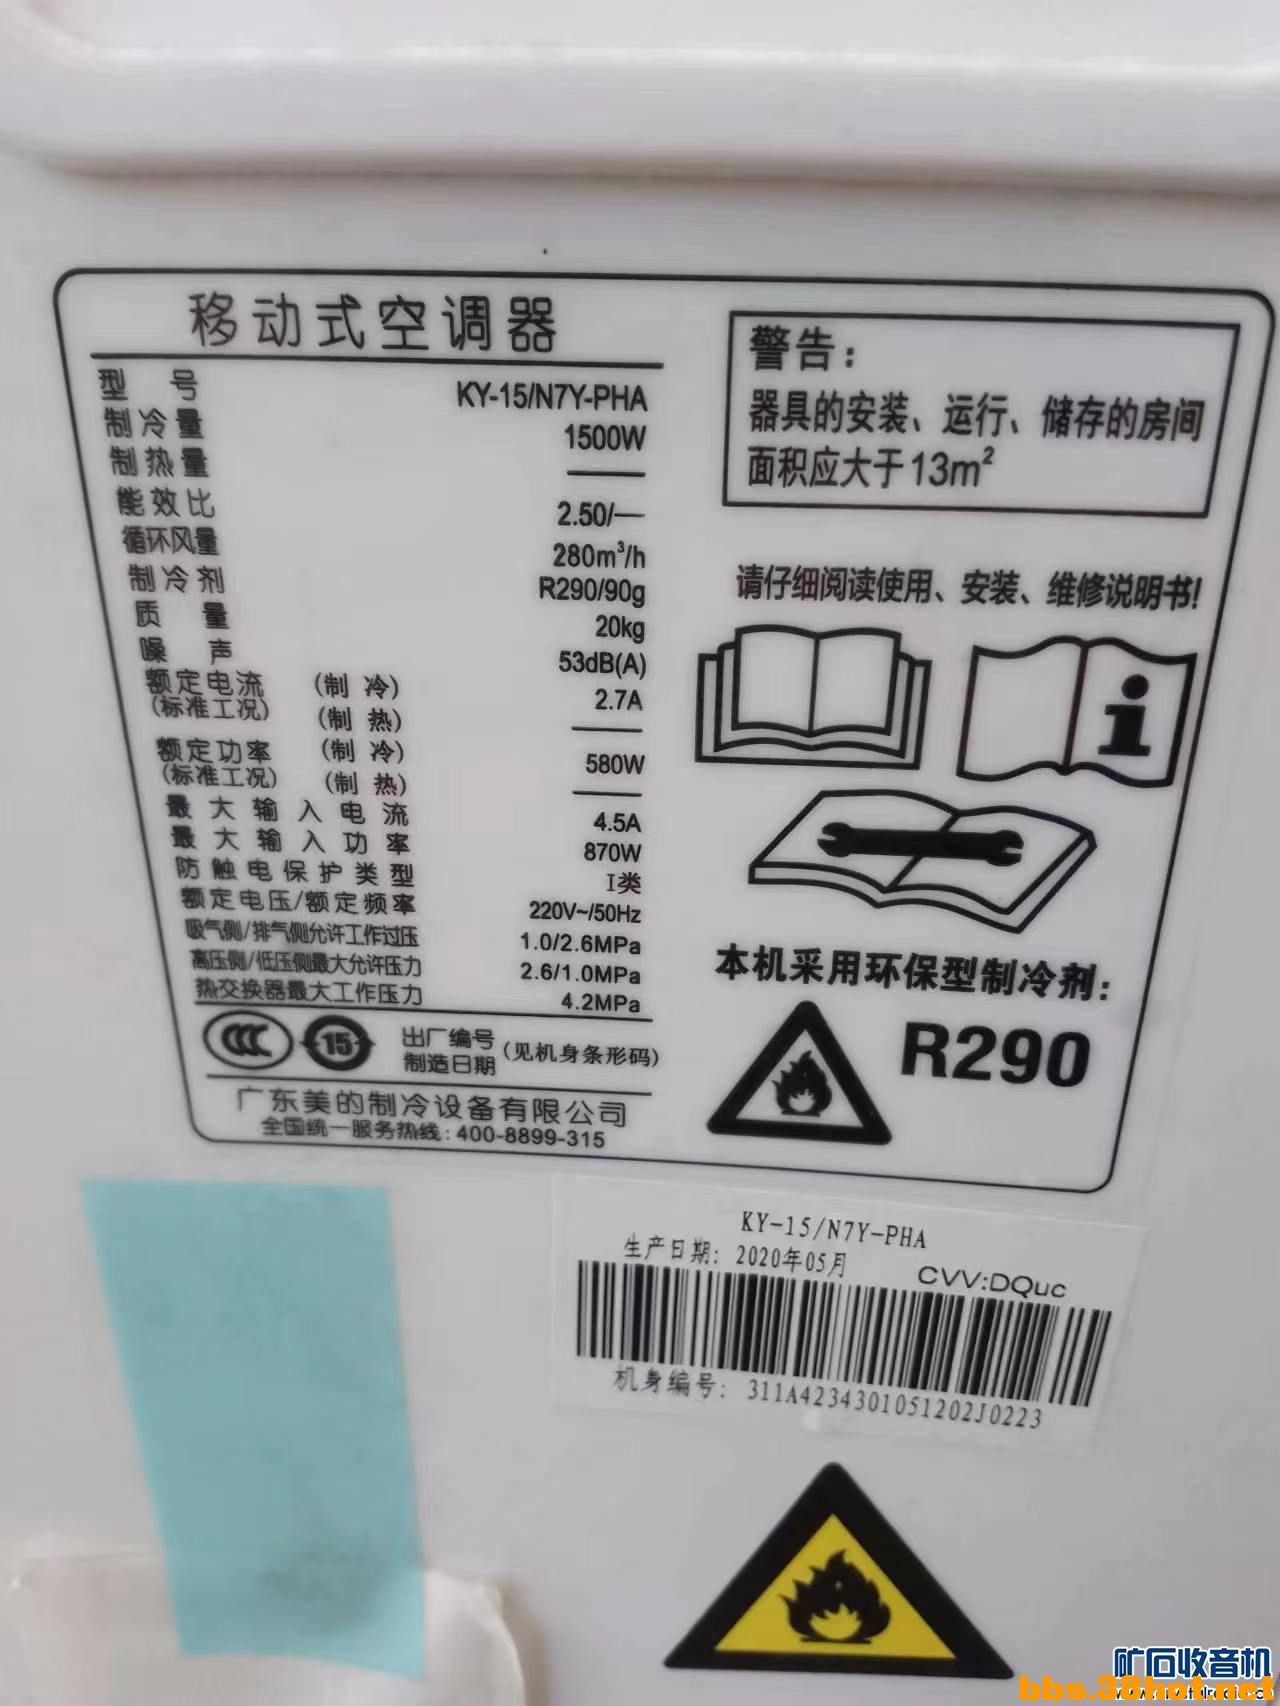 移动式空调器
型号 KY-15/N7Y-PHA
制冷量 1500W
制热量 —
能效比 2.50/—
循环风量 280m³/h
制冷剂 R290/90g
质量 20kg
噪声 53dB(A)
额定电流 (制冷) 2.7A
(标准工况) (制热) —
额定功率 (制冷) 580W
(标准工况) (制热) —
最大输入电流 4.5A
最大输入功率 870W
防触电保护类型 I类
额定电压/额定频率 220V~/50Hz
吸气侧/排气侧允许工作过压 1.0/2.6MPa
高压侧/低压侧最大允许压力 2.6/1.0MPa
热交换器最大工作压力 4.2MPa
CCC 15 出厂编号
制造日期 (见机身条形码)
广东美的制冷设备有限公司
全国统一服务热线:400-8899-315
警告:
器具的安装、运行、储存的房间
面积应大于13m²
请仔细阅读使用、安装、维修说明书!
i
本机采用环保型制冷剂:
R290
KY-15/N7Y-PHA
生产日期: 2020年05月
CVV:DQuc
机身编号: 311A4234301051202J0223
矿石收音机
bbs.38hot.net